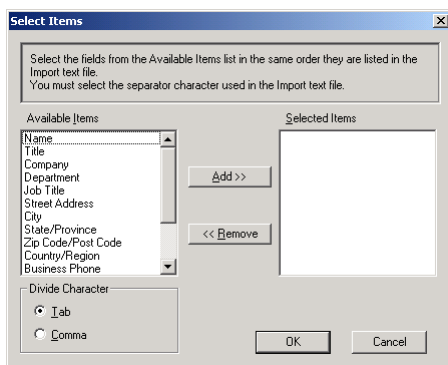 Select Items
Select the fields from the Available Items list in the same order they are listed in the
Import text file.
You must select the separator character used in the Import text file.
Available Items
Selected Items
Name
Title
Company
Department
Job Title
Street Address
City
State/Province
Zip Code/Post Code
Country/Region
Business Phone
Add >>
<< Remove
Divide Character
Tab
Comma
OK
Cancel